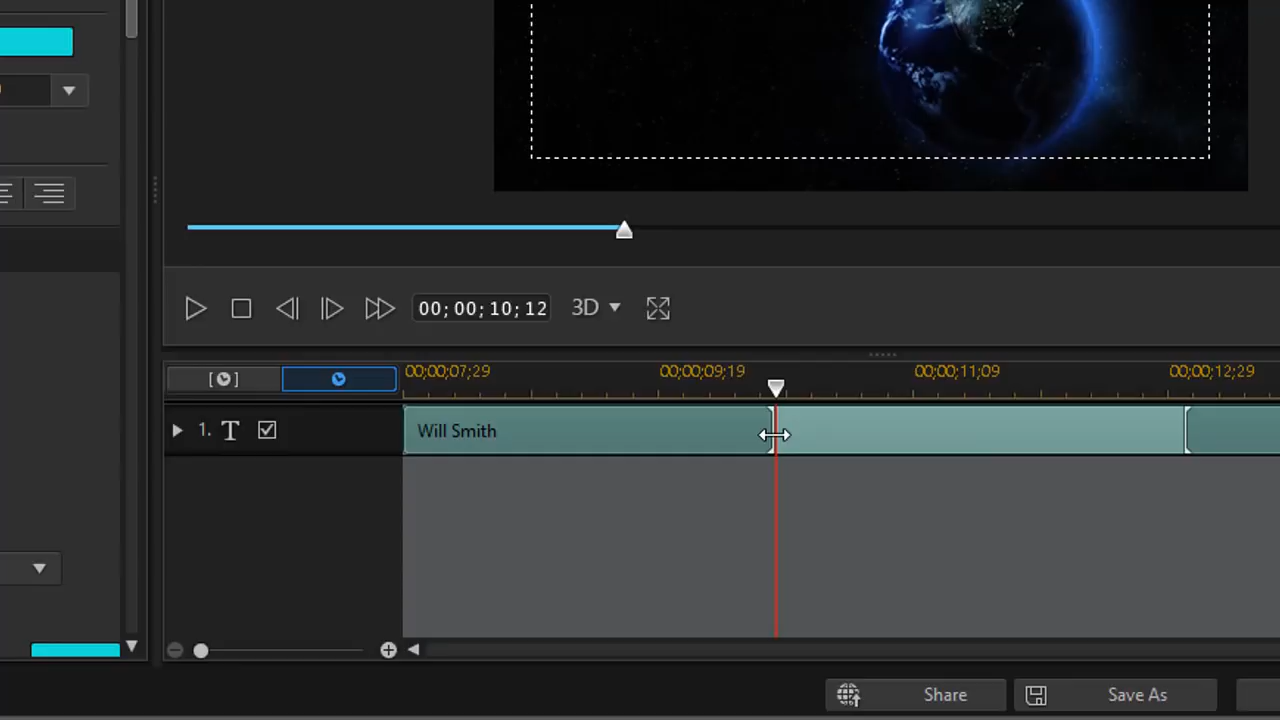 00; 00; 10; 12
3D
00;00;07;29 00;00;09;19 00;00;11;09 00;00;12;29
1. T Will Smith
Share Save As